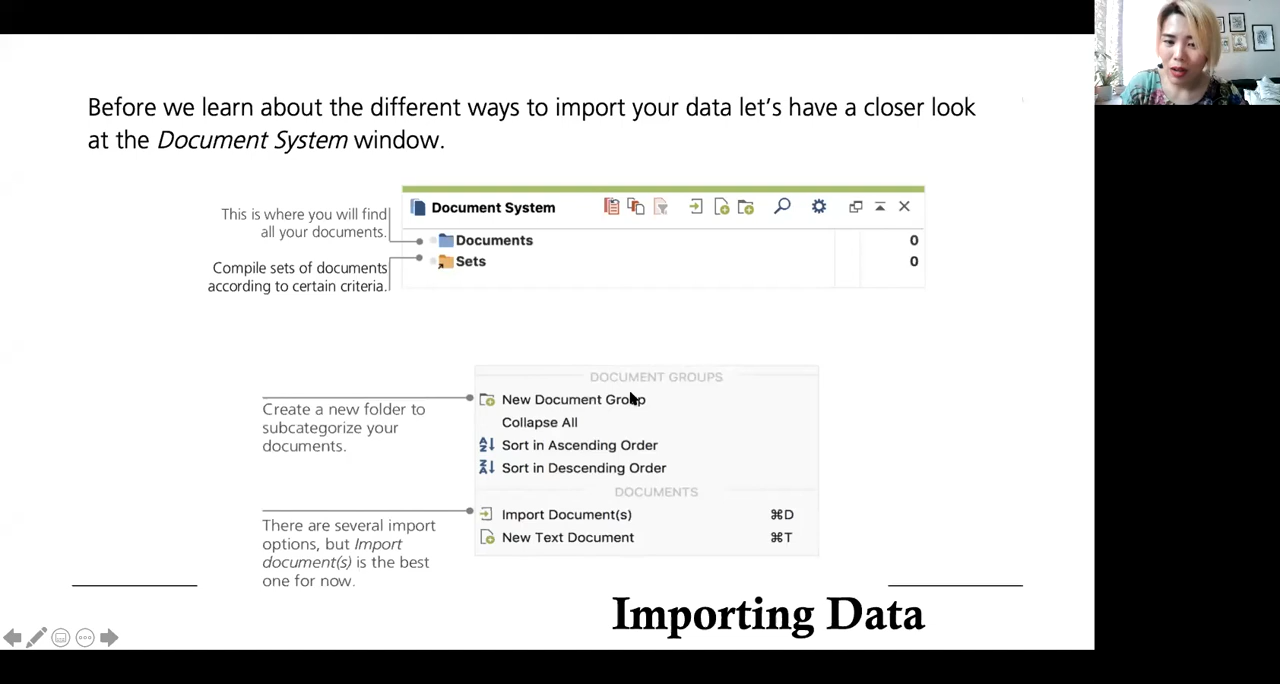 Before we learn about the different ways to import your data let's have a closer look
at the Document System window.
This is where you will find
all your documents.
Compile sets of documents
according to certain criteria.
Document System
Documents 0
Sets 0
DOCUMENT GROUPS
New Document Group
Collapse All
Sort in Ascending Order
Sort in Descending Order
DOCUMENTS
Import Document(s) ⌘D
New Text Document ⌘T
Create a new folder to
subcategorize your
documents.
There are several import
options, but Import
document(s) is the best
one for now.
Importing Data